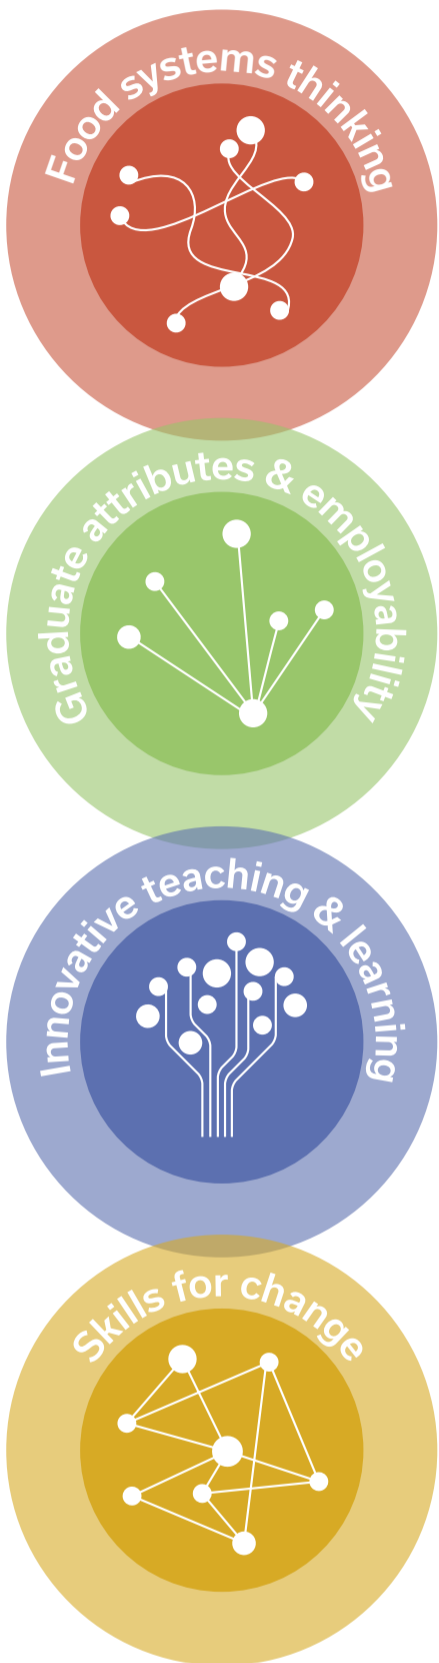 Food systems thinking
Graduate attributes & employability
Innovative teaching & learning
Skills for change